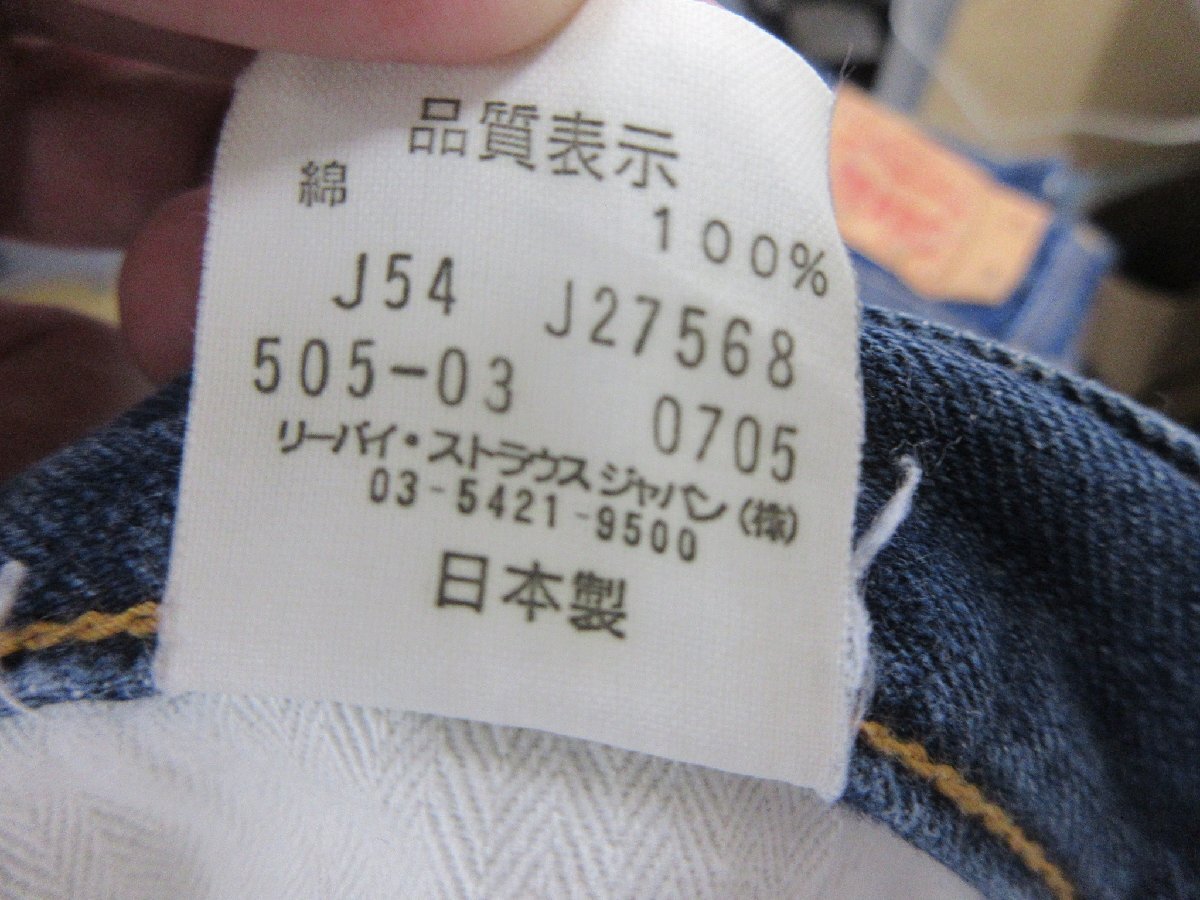 品質表示
綿 100%
J54 J27568
505-03 0705
リーバイ・ストラウス ジャパン(株)
03-5421-9500
日本製